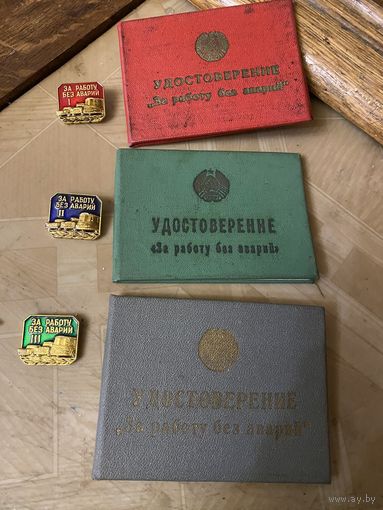 ЗА РАБОТУ
БЕЗ АВАРИЙ
I
УДОСТОВЕРЕНИЕ
„За работу без аварий“
ЗА РАБОТУ
БЕЗ АВАРИЙ
II
УДОСТОВЕРЕНИЕ
«За работу без аварий»
ЗА РАБОТУ
БЕЗ АВАРИЙ
III
УДОСТОВЕРЕНИЕ
„За работу без аварий“
www.ay.by